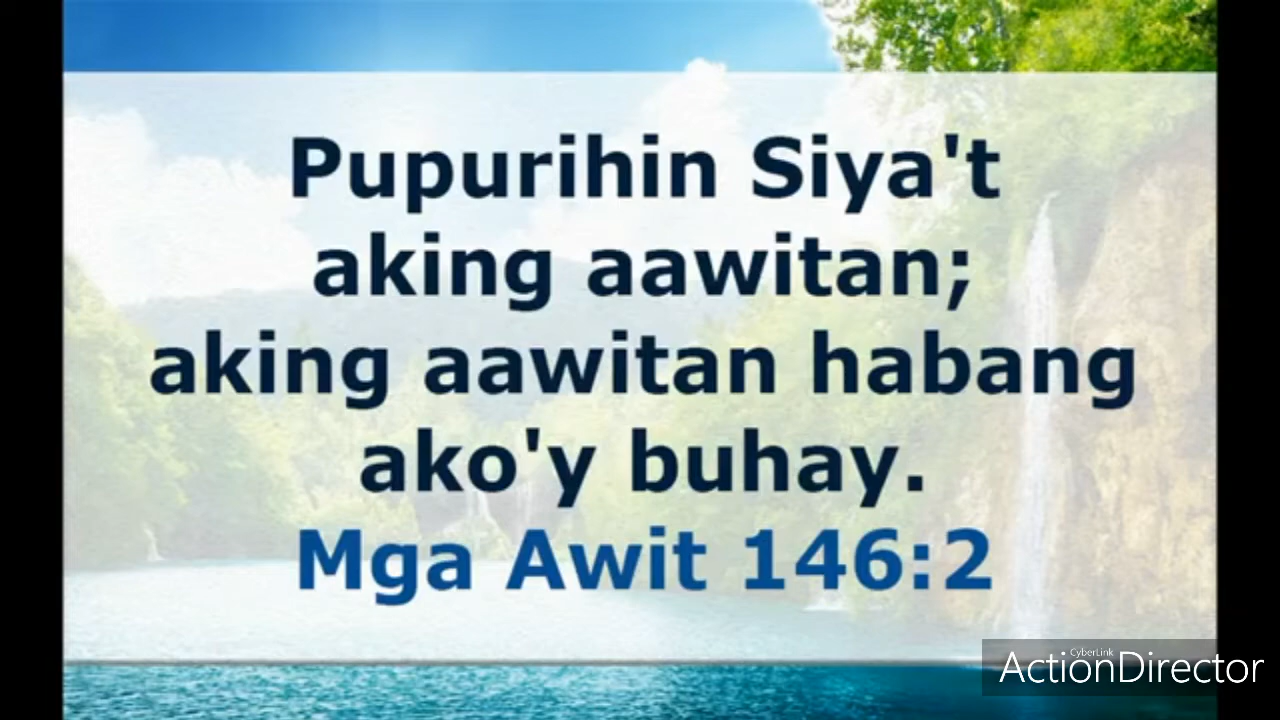 Pupurihin Siya't
aking aawitan;
aking aawitan habang
ako'y buhay.
Mga Awit 146:2
CyberLink
ActionDirector